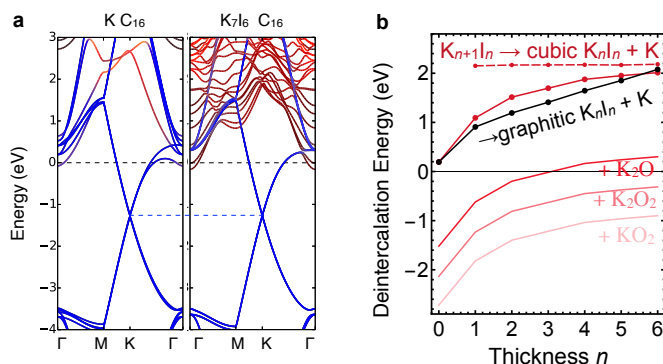 a
K C₁₆
K₇I₆ C₁₆
Energy (eV)
3
2
1
0
−1
−2
−3
−4
Γ M K Γ
Γ M K Γ
b
Deintercalation Energy (eV)
2
1
0
−1
−2
Kₙ₊₁Iₙ → cubic KₙIₙ + K
→graphitic KₙIₙ + K
+ K₂O
+ K₂O₂
+ KO₂
0 1 2 3 4 5 6
Thickness n